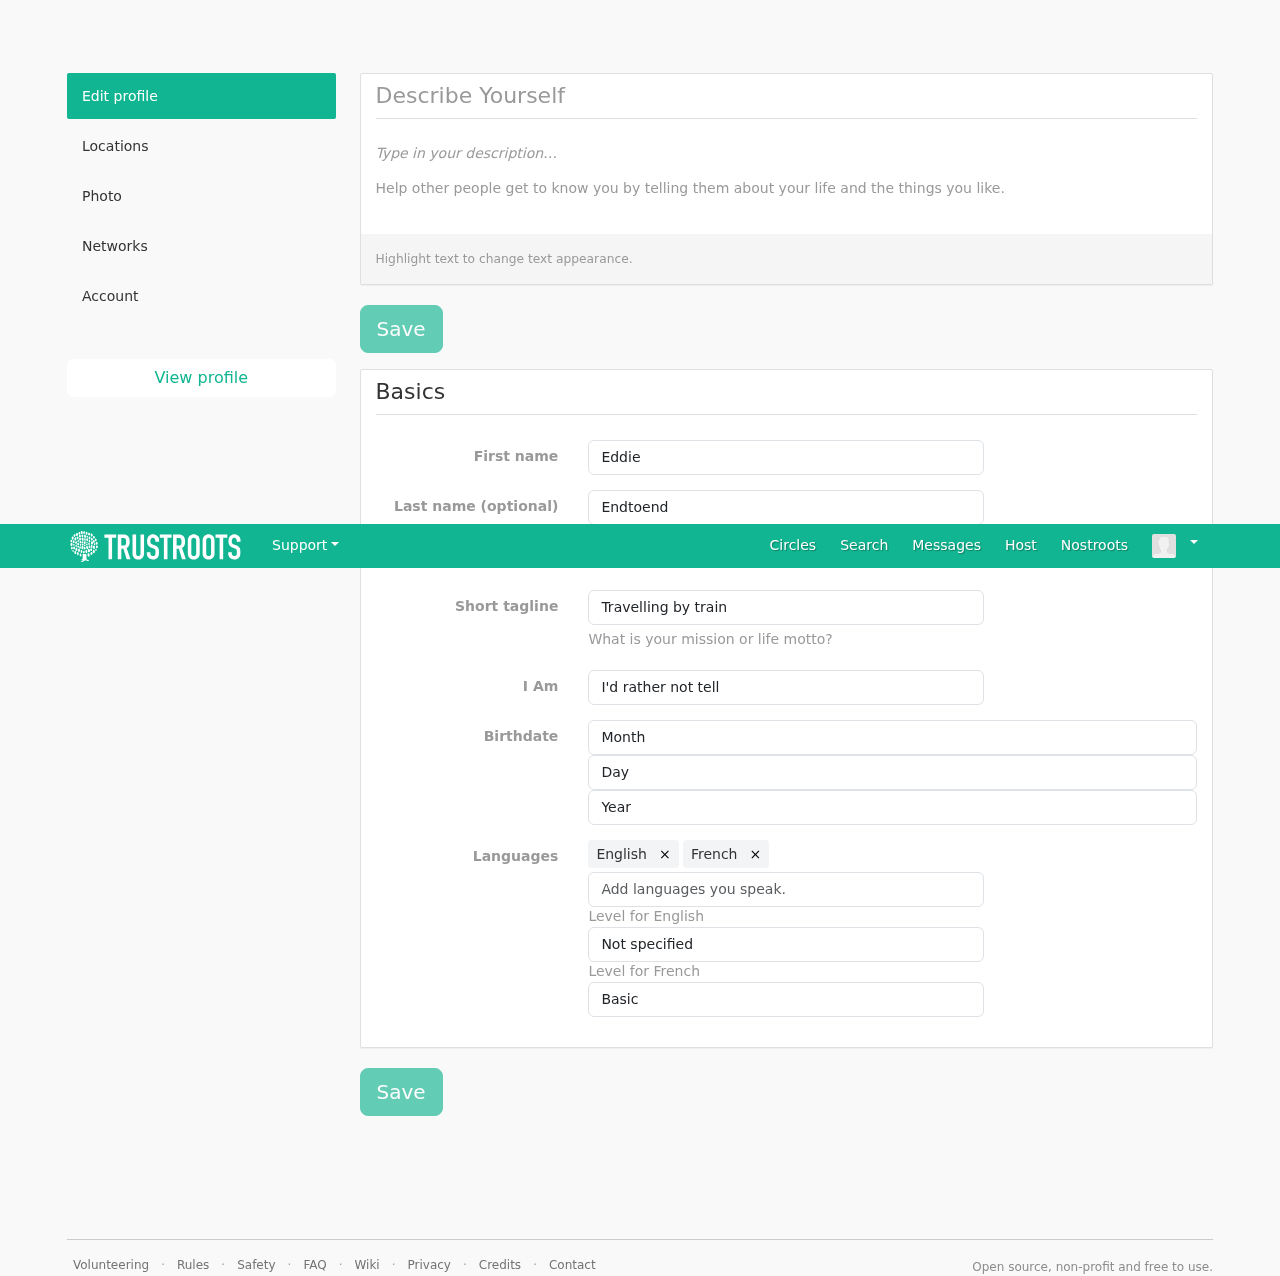 Edit profile
Locations
Photo
Networks
Account
View profile
Describe Yourself
Type in your description...
Help other people get to know you by telling them about your life and the things you like.
Highlight text to change text appearance.
Save
Basics
First name
Eddie
Last name (optional)
Endtoend
TRUSTROOTS
Support
Circles
Search
Messages
Host
Nostroots
Short tagline
Travelling by train
What is your mission or life motto?
I Am
I'd rather not tell
Birthdate
Month
Day
Year
Languages
English ×
French ×
Add languages you speak.
Level for English
Not specified
Level for French
Basic
Save
Volunteering · Rules · Safety · FAQ · Wiki · Privacy · Credits · Contact
Open source, non-profit and free to use.